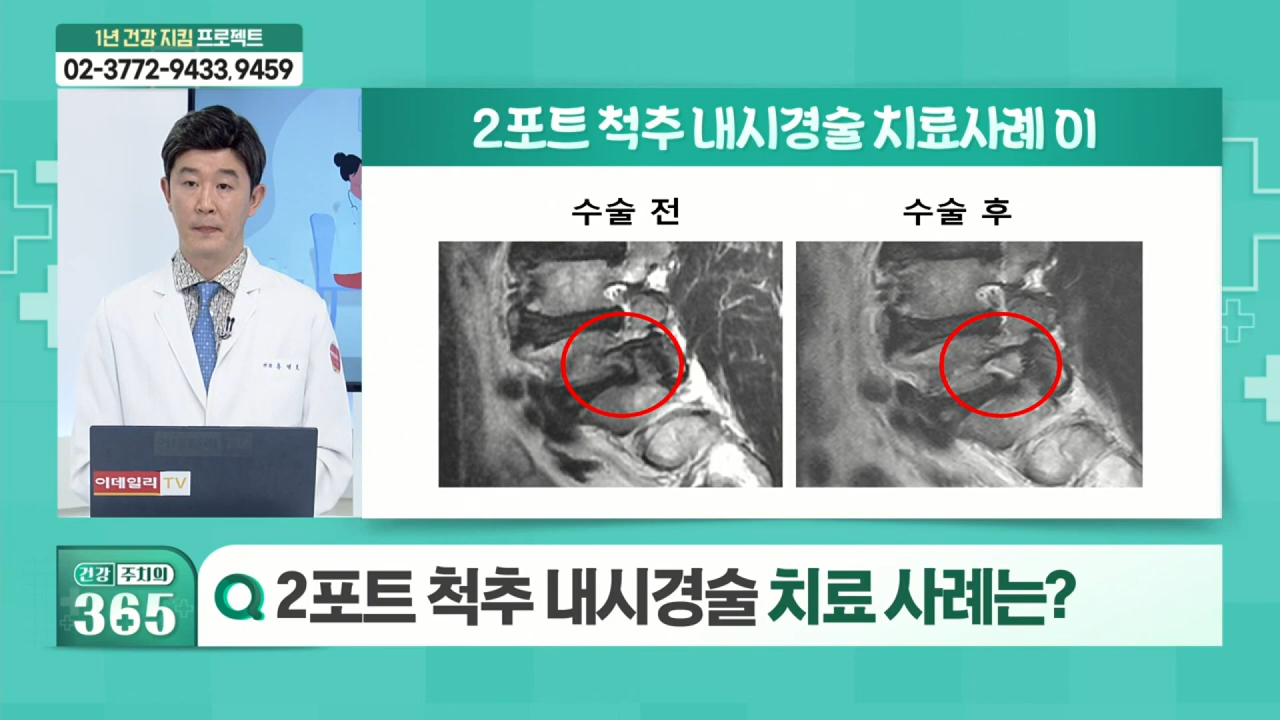 1년 건강 지킴 프로젝트
02-3772-9433, 9459
2포트 척추 내시경술 치료사례 01
수술 전
수술 후
이데일리 TV
건강 주치의
365
Q 2포트 척추 내시경술 치료 사례는?